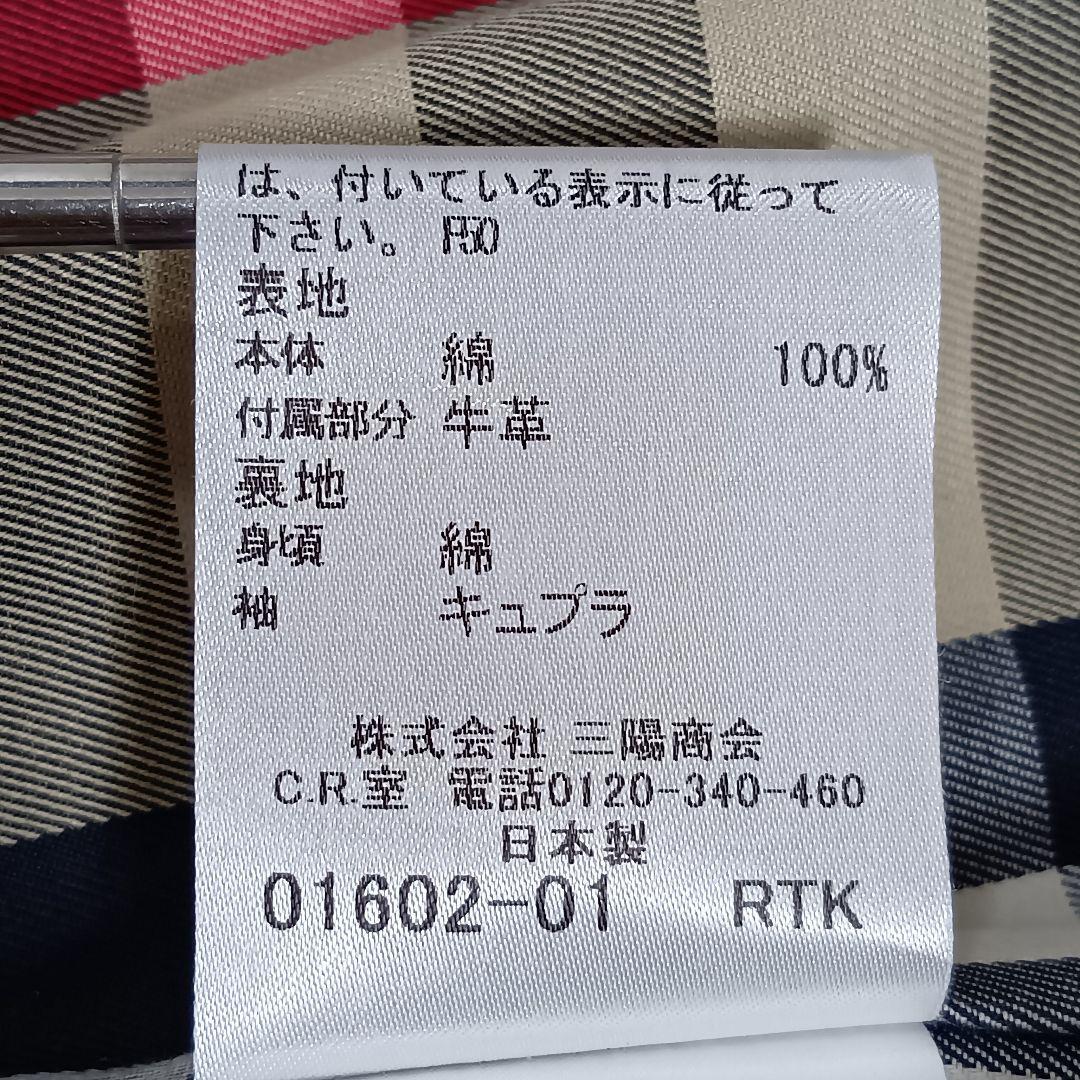 は、付いている表示に従って
下さい。 F50
表地
本体 綿 100%
付属部分 牛革
裏地
身頃 綿
袖 キュプラ
株式会社 三陽商会
C.R.室 電話0120-340-460
日本製
01602-01 RTK